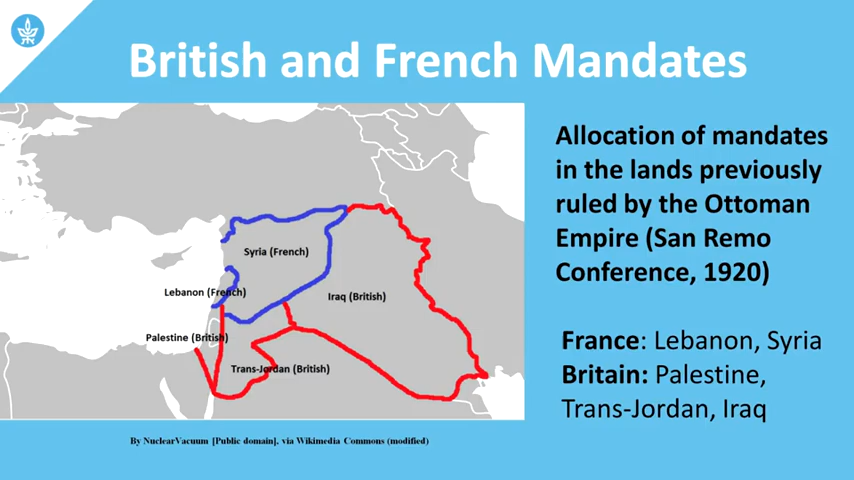 British and French Mandates
Allocation of mandates
in the lands previously
ruled by the Ottoman
Empire (San Remo
Conference, 1920)
Syria (French)
Lebanon (French)
Iraq (British)
Palestine (British)
Trans-Jordan (British)
France: Lebanon, Syria
Britain: Palestine,
Trans-Jordan, Iraq
By NuclearVacuum [Public domain], via Wikimedia Commons (modified)